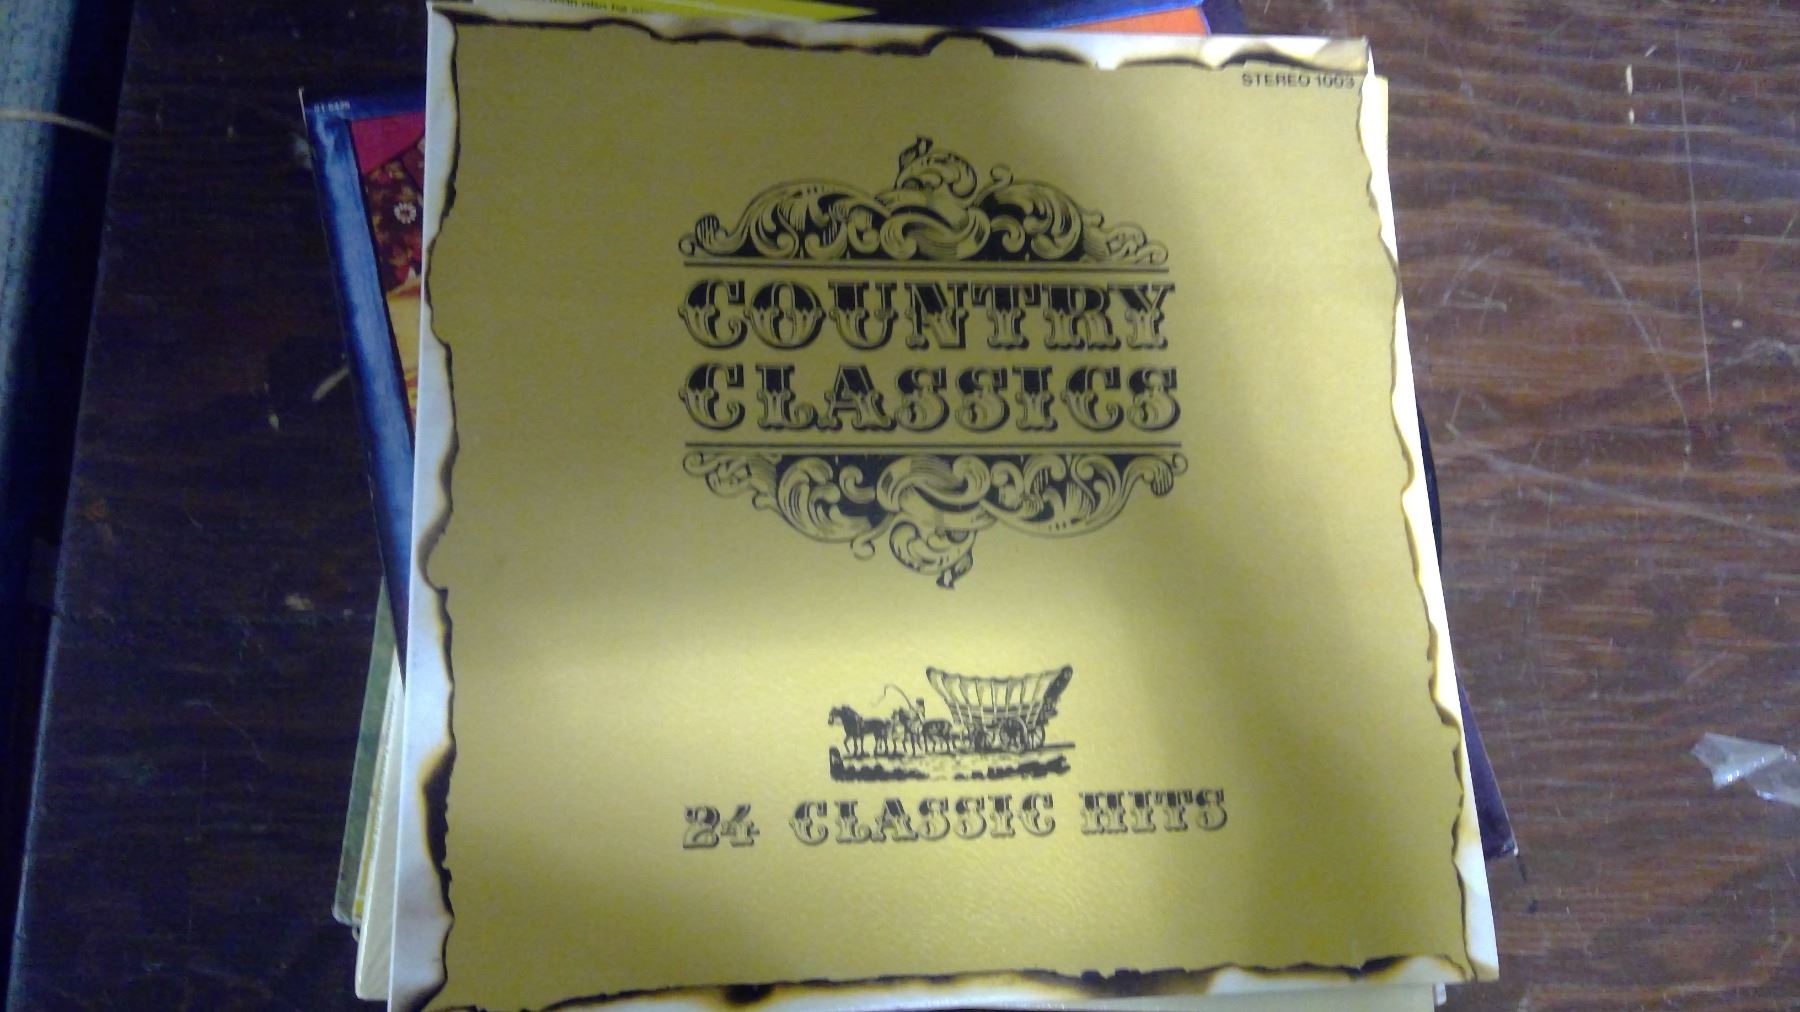 STEREO 1003
COUNTRY
CLASSICS
24 CLASSIC HITS